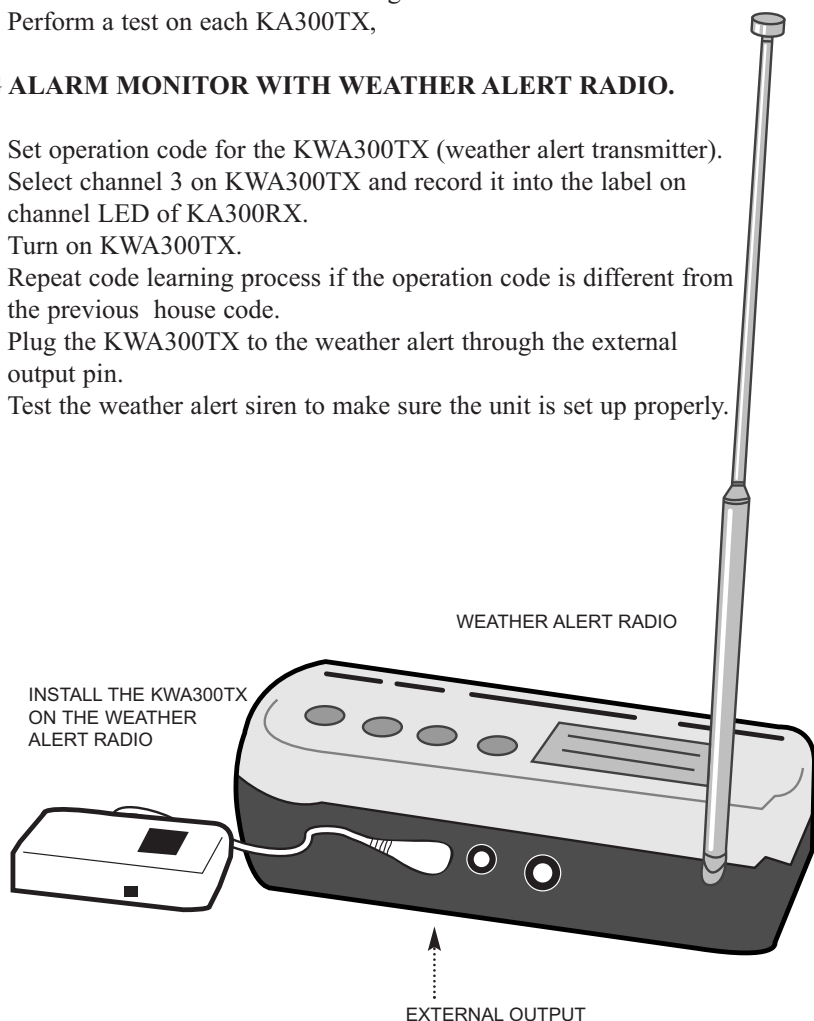 Perform a test on each KA300TX,
ALARM MONITOR WITH WEATHER ALERT RADIO.
Set operation code for the KWA300TX (weather alert transmitter).
Select channel 3 on KWA300TX and record it into the label on
channel LED of KA300RX.
Turn on KWA300TX.
Repeat code learning process if the operation code is different from
the previous house code.
Plug the KWA300TX to the weather alert through the external
output pin.
Test the weather alert siren to make sure the unit is set up properly.
WEATHER ALERT RADIO
INSTALL THE KWA300TX
ON THE WEATHER
ALERT RADIO
EXTERNAL OUTPUT